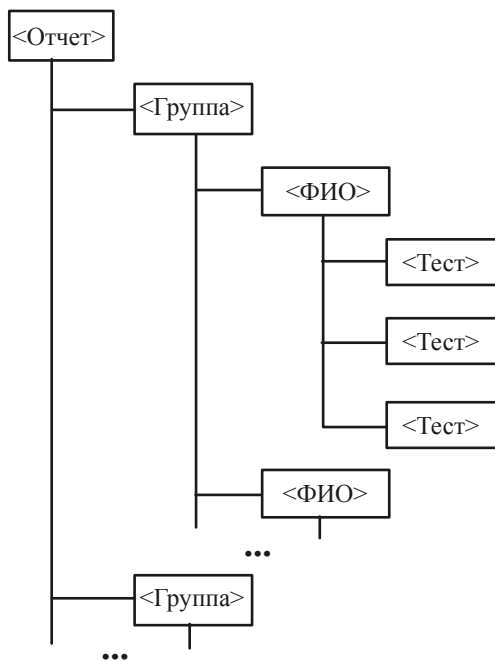 <Отчет>
<Группа>
<ФИО>
<Тест>
<Тест>
<Тест>
<ФИО>
...
<Группа>
...